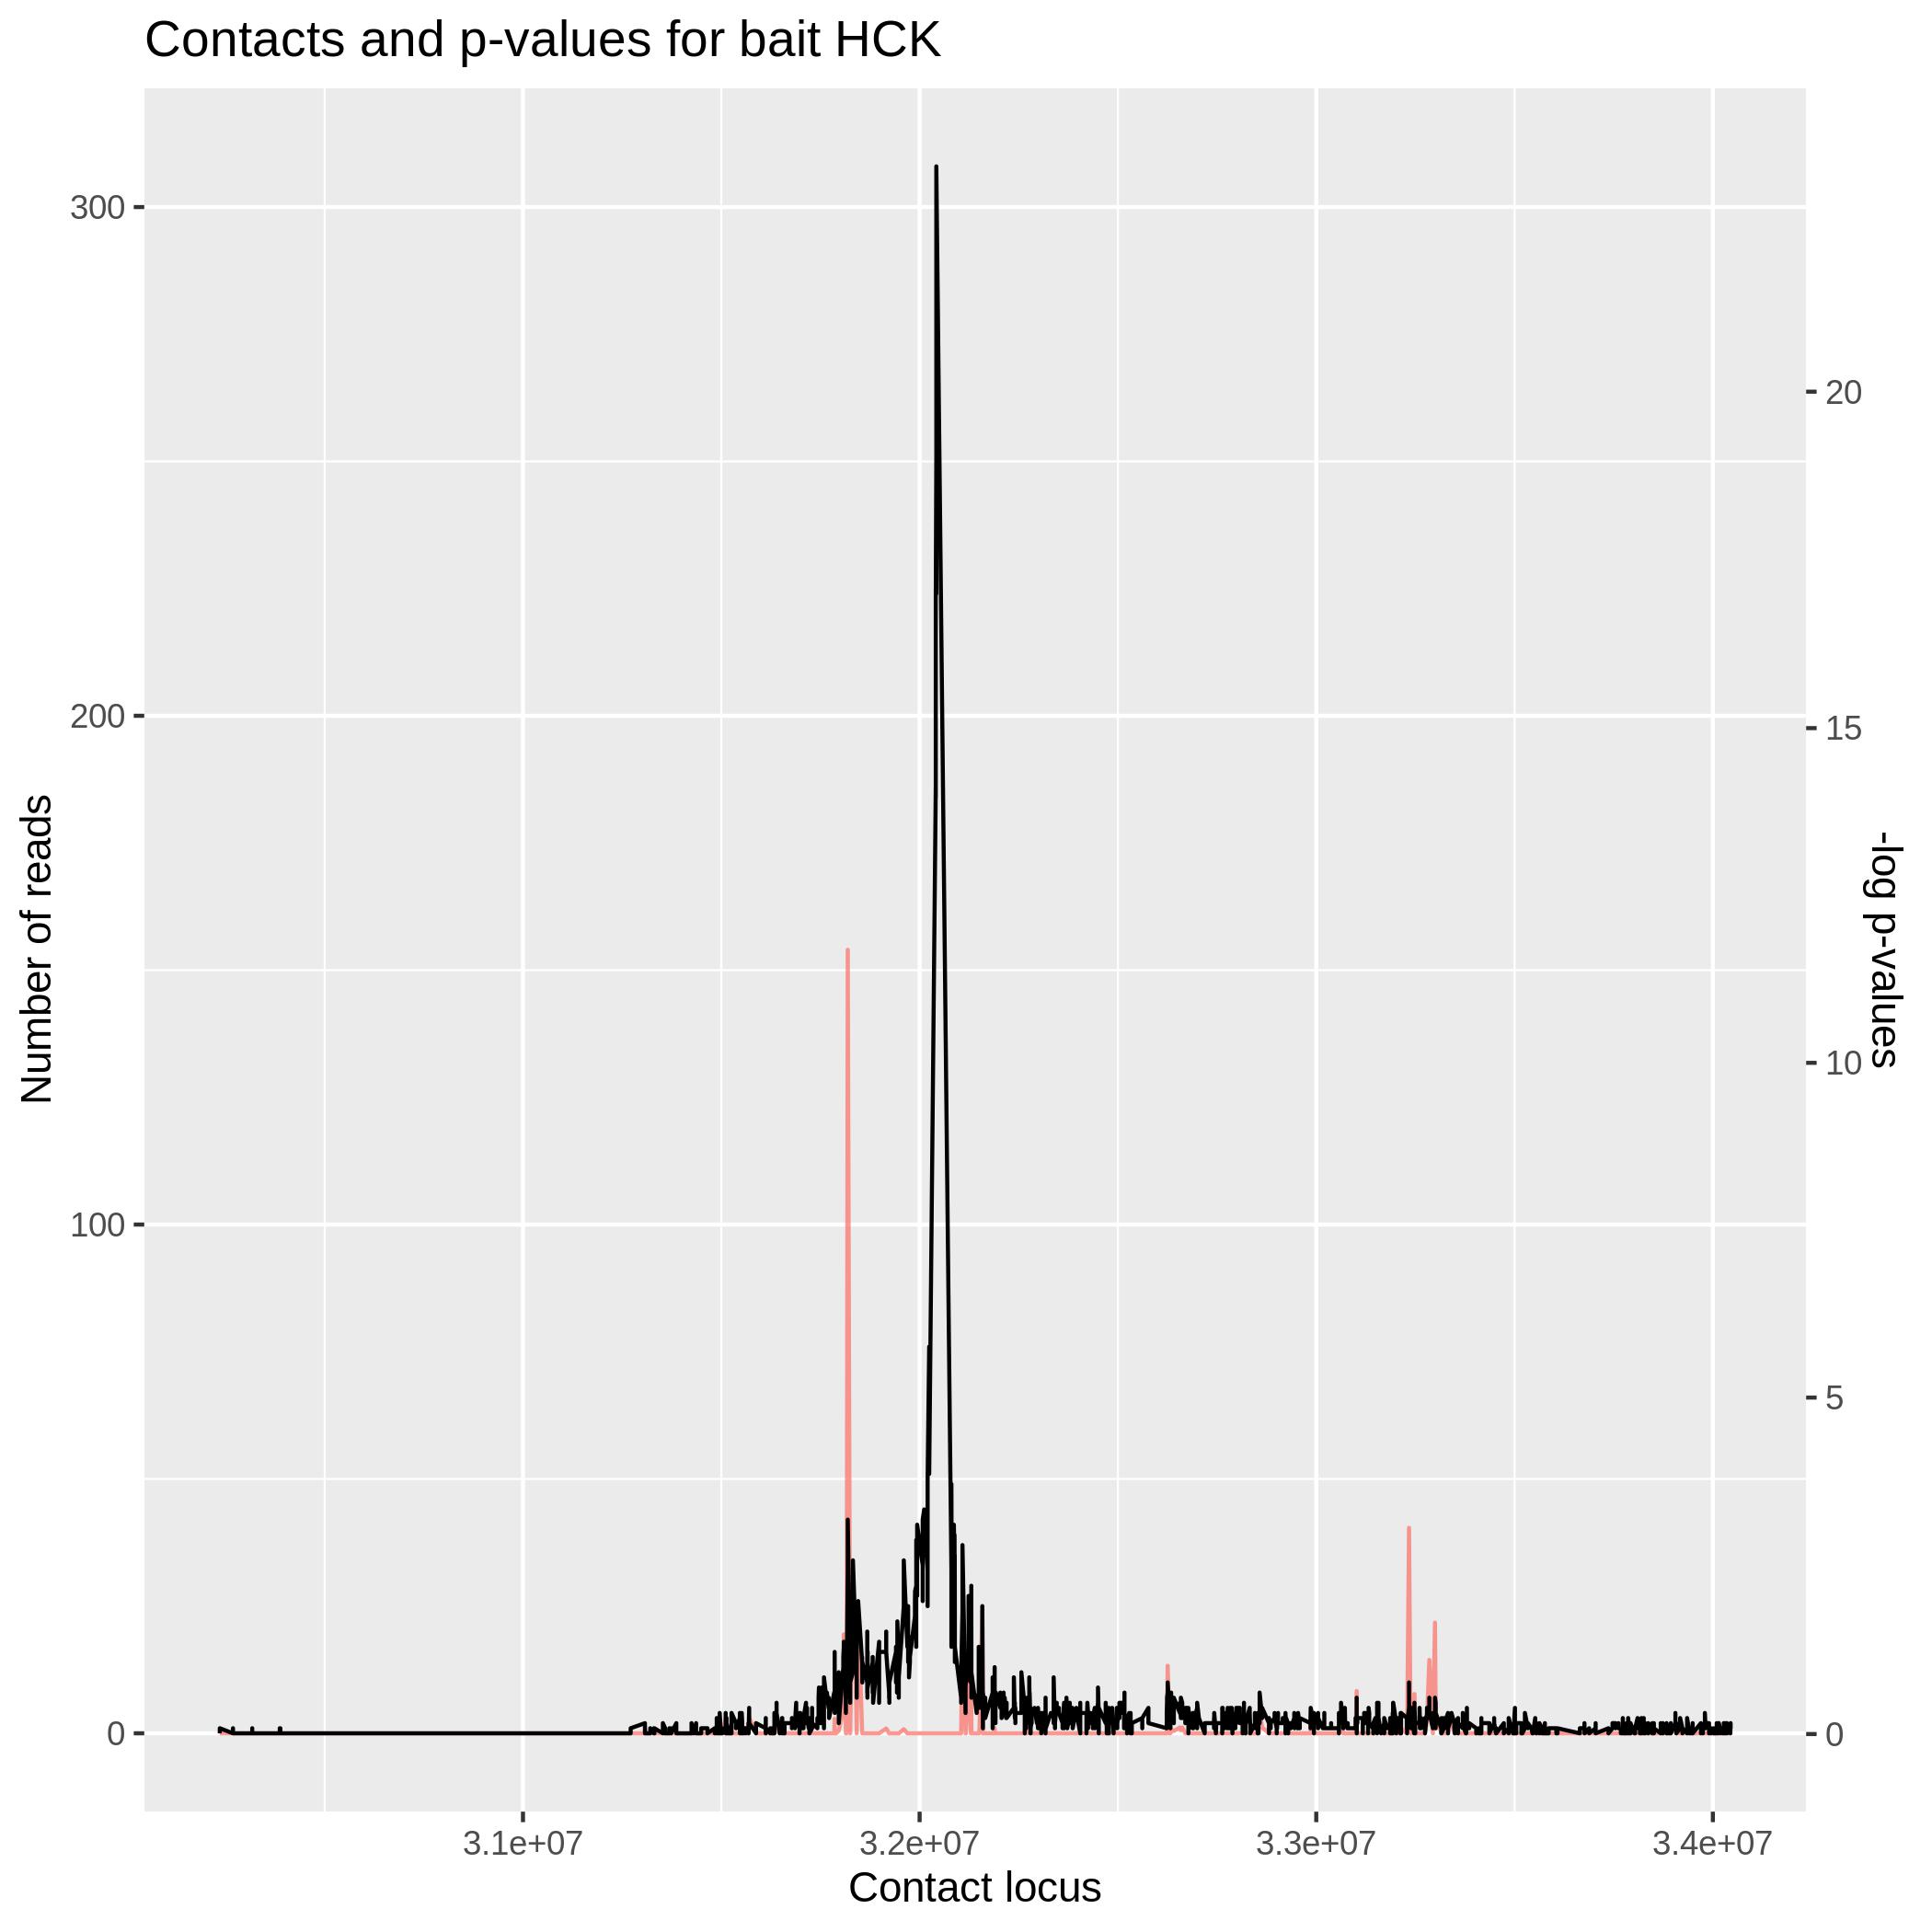 Contacts and p-values for bait HCK
300
200
100
0
Number of reads
20
15
10
5
0
-log p-values
3.1e+07
3.2e+07
3.3e+07
3.4e+07
Contact locus